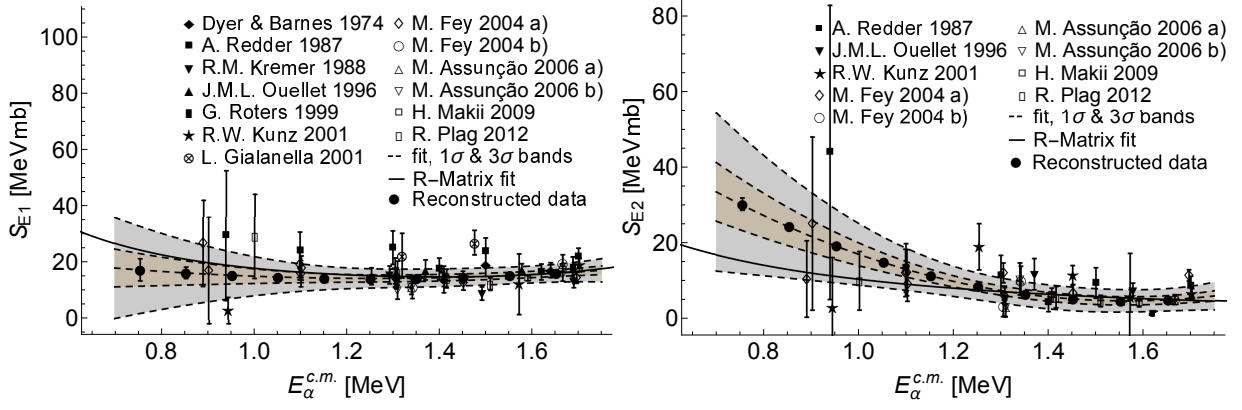 S_E1 [MeVmb]
100
80
60
40
20
0
Dyer & Barnes 1974
A. Redder 1987
R.M. Kremer 1988
J.M.L. Ouellet 1996
G. Roters 1999
R.W. Kunz 2001
L. Gialanella 2001
M. Fey 2004 a)
M. Fey 2004 b)
M. Assunção 2006 a)
M. Assunção 2006 b)
H. Makii 2009
R. Plag 2012
fit, 1σ & 3σ bands
R−Matrix fit
Reconstructed data
0.8 1.0 1.2 1.4 1.6
E_α^c.m. [MeV]
S_E2 [MeVmb]
80
60
40
20
0
A. Redder 1987
J.M.L. Ouellet 1996
R.W. Kunz 2001
M. Fey 2004 a)
M. Fey 2004 b)
M. Assunção 2006 a)
M. Assunção 2006 b)
H. Makii 2009
R. Plag 2012
fit, 1σ & 3σ bands
R−Matrix fit
Reconstructed data
0.8 1.0 1.2 1.4 1.6
E_α^c.m. [MeV]